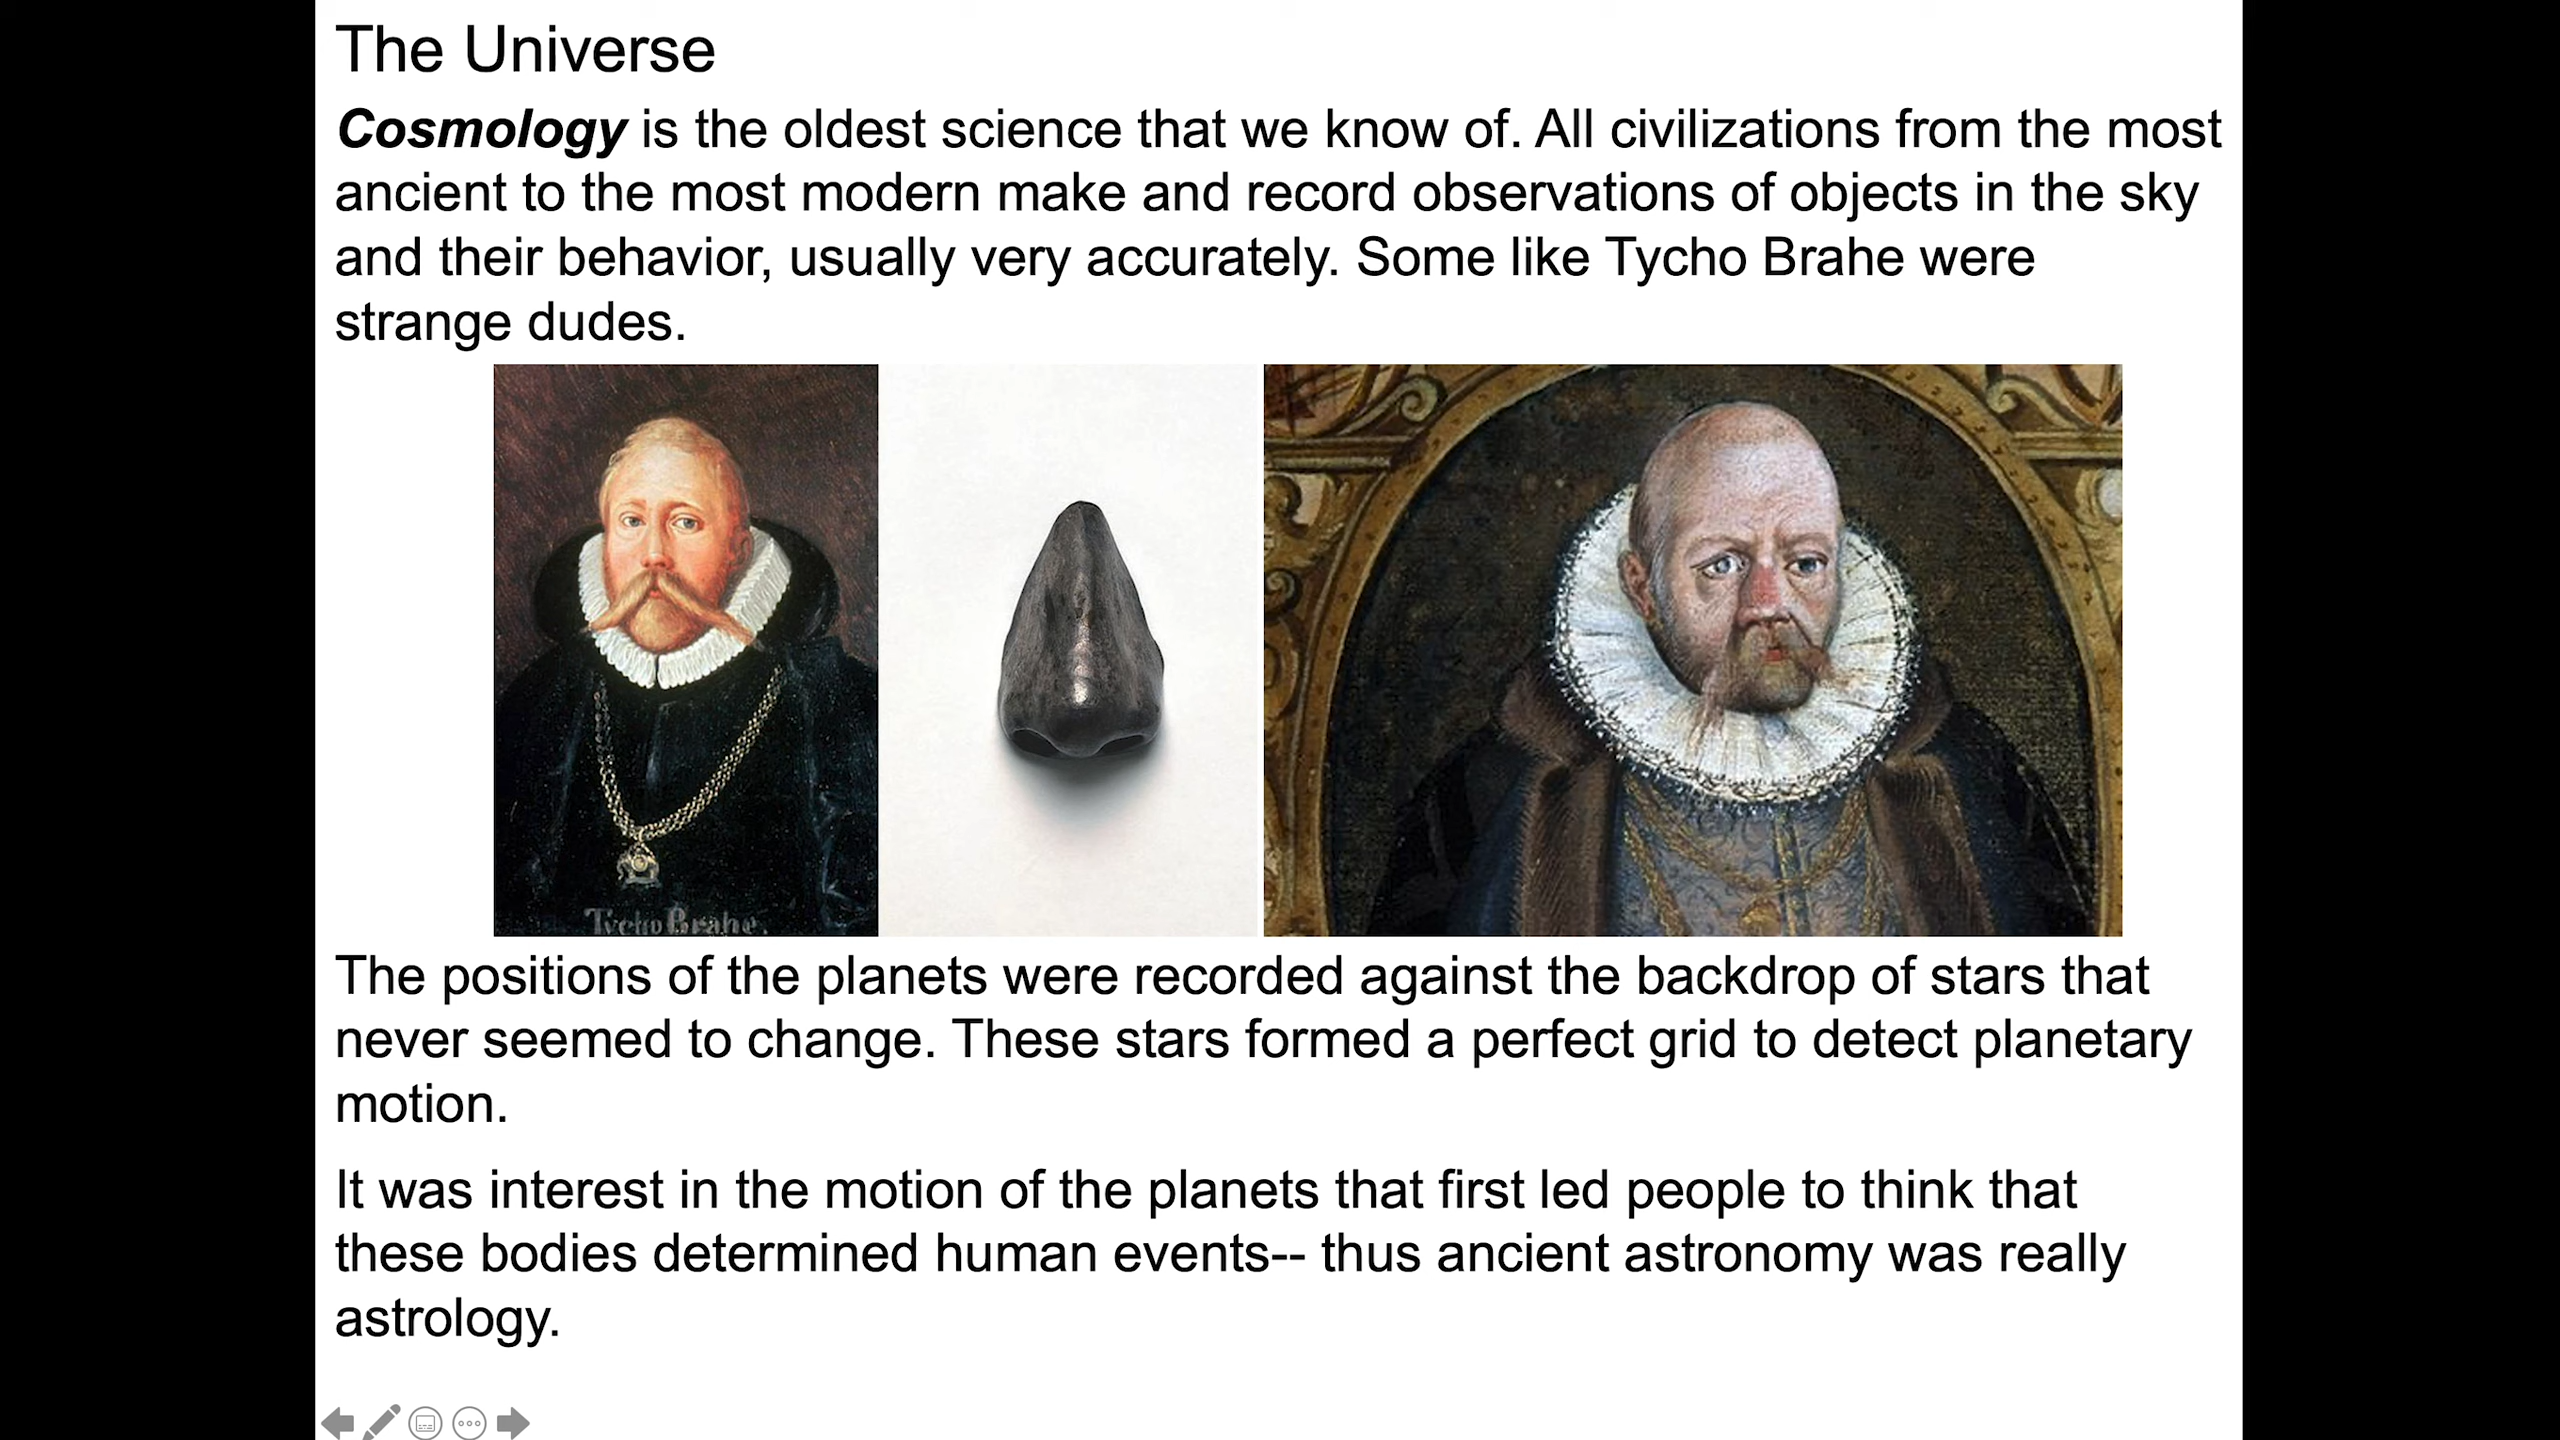 The Universe
Cosmology is the oldest science that we know of. All civilizations from the most
ancient to the most modern make and record observations of objects in the sky
and their behavior, usually very accurately. Some like Tycho Brahe were
strange dudes.
Tycho Brahe.
The positions of the planets were recorded against the backdrop of stars that
never seemed to change. These stars formed a perfect grid to detect planetary
motion.
It was interest in the motion of the planets that first led people to think that
these bodies determined human events-- thus ancient astronomy was really
astrology.